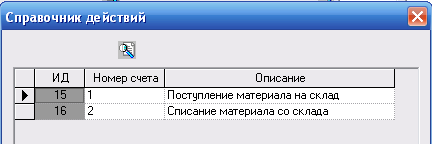 Справочник действий
ИД Номер счета Описание
15 1 Поступление материала на склад
16 2 Списание материала со склада